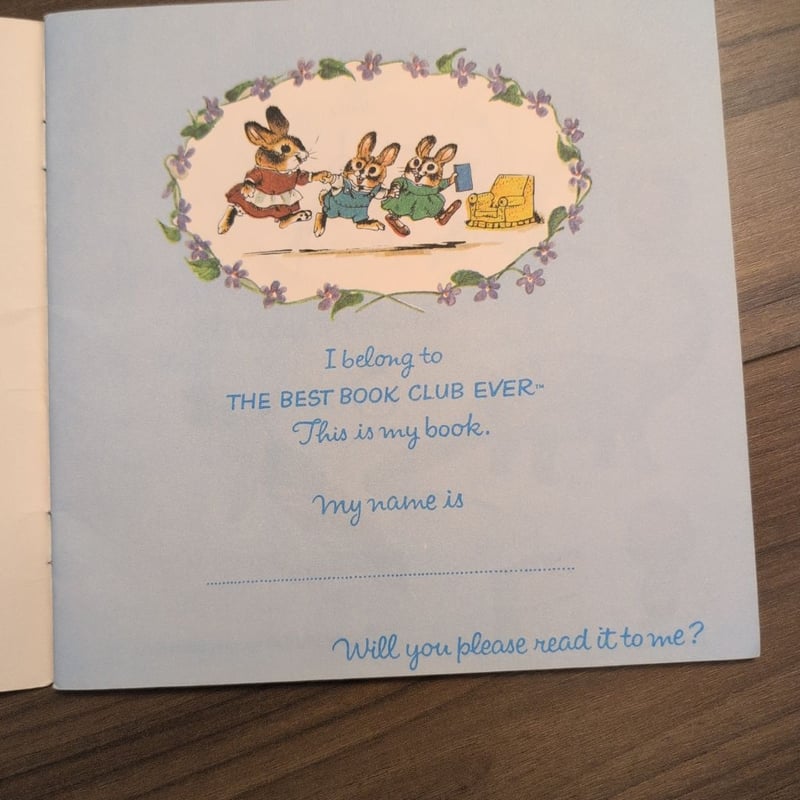 I belong to
THE BEST BOOK CLUB EVER™
This is my book.
My name is
Will you please read it to me?